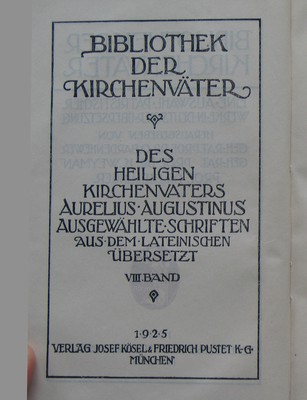 BIBLIOTHEK
DER
KIRCHENVÄTER
DES
HEILIGEN
KIRCHENVATERS
AURELIUS·AUGUSTINUS
AUSGEWÄHLTE·SCHRIFTEN
AUS·DEM·LATEINISCHEN
ÜBERSETZT
VIII.BAND
1·9·2·5
VERLAG JOSEF KÖSEL & FRIEDRICH PUSTET K·G·
MÜNCHEN